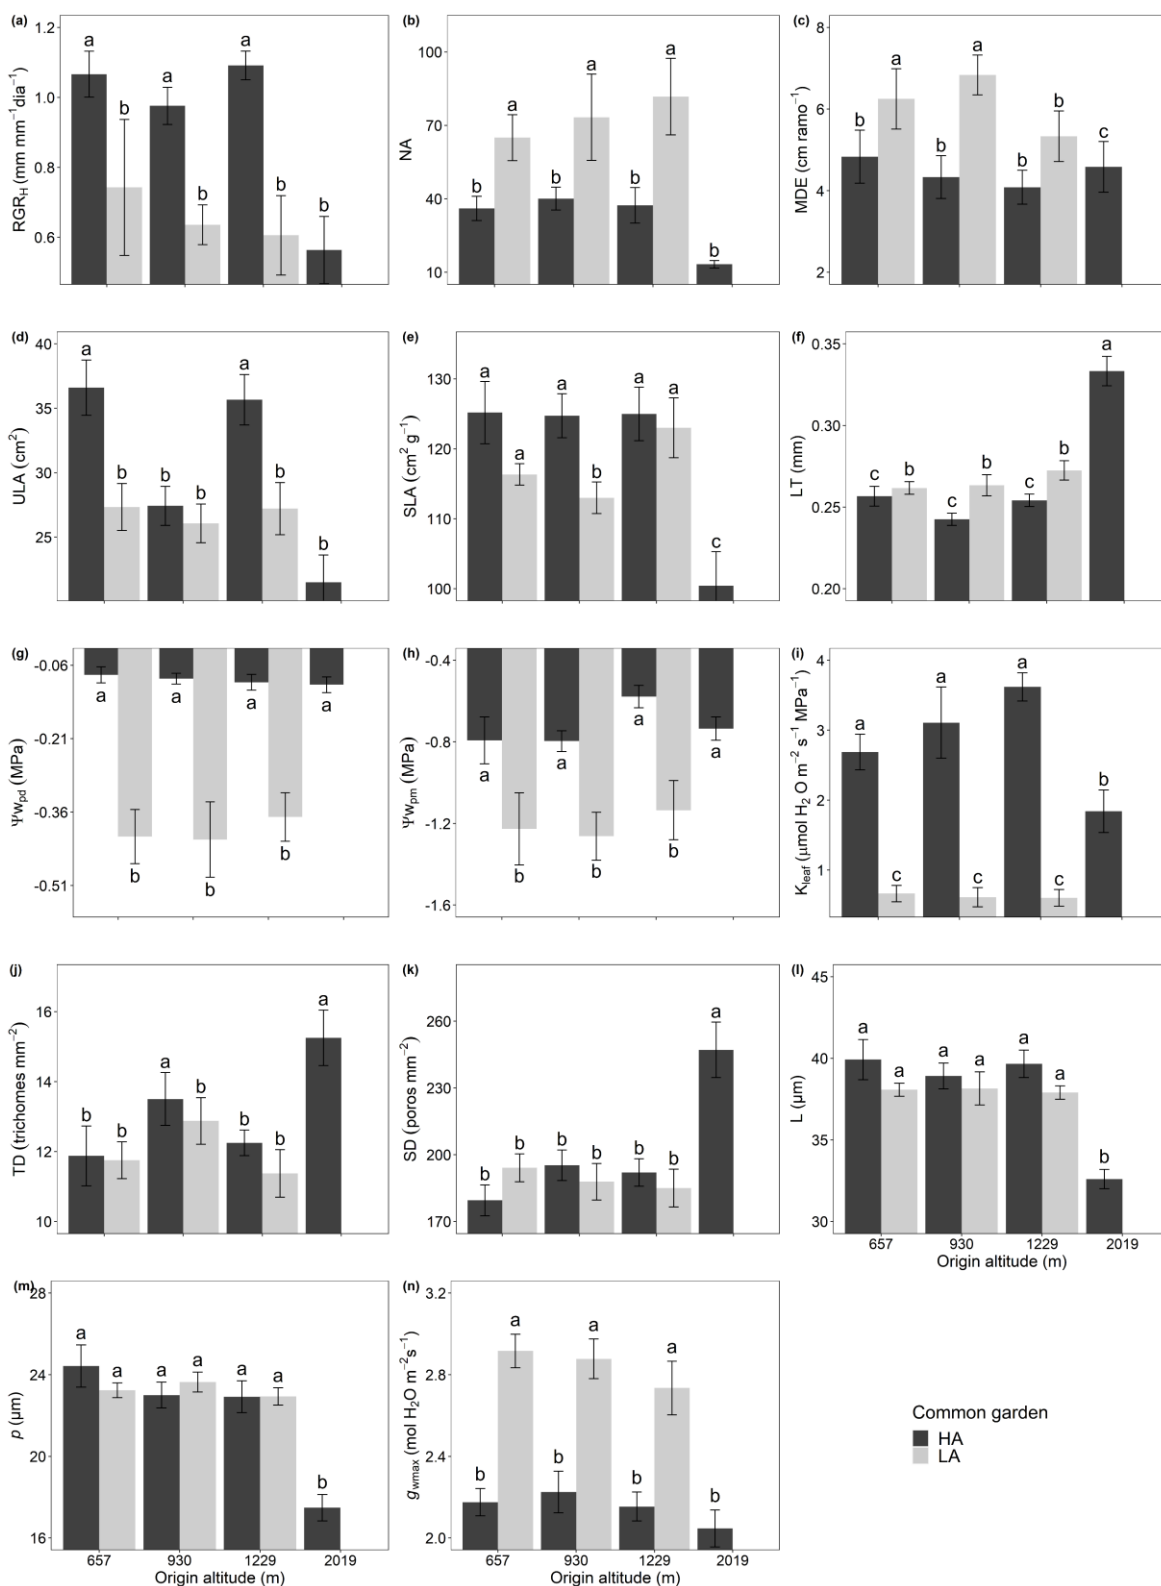 (a)
1.2
1.0
0.8
0.6
RGR_H (mm mm⁻¹dia⁻¹)
a
b
a
b
a
b
b
(b)
100
70
40
10
NA
b
a
b
a
b
a
b
(c)
8
6
4
2
MDE (cm ramo⁻¹)
b
a
b
a
b
b
c
(d)
40
35
30
25
ULA (cm²)
a
b
b
b
a
b
b
(e)
130
120
110
100
SLA (cm² g⁻¹)
a
a
a
b
a
a
c
(f)
0.35
0.30
0.25
0.20
LT (mm)
c
b
c
b
c
b
a
(g)
-0.06
-0.21
-0.36
-0.51
Ψw_pd (MPa)
a
b
a
b
a
b
a
(h)
-0.4
-0.8
-1.2
-1.6
Ψw_pm (MPa)
a
b
a
b
a
b
a
(i)
4
3
2
1
K_leaf (μmol H₂ O m⁻² s⁻¹ MPa⁻¹)
a
c
a
c
a
c
b
(j)
16
14
12
10
TD (trichomes mm⁻²)
b
b
a
b
b
b
a
(k)
260
230
200
170
SD (poros mm⁻²)
b
b
b
b
b
b
a
(l)
45
40
35
30
L (μm)
a
a
a
a
a
a
b
657 930 1229 2019
Origin altitude (m)
(m)
28
24
20
16
p (μm)
a
a
a
a
a
a
b
657 930 1229 2019
Origin altitude (m)
(n)
3.2
2.8
2.4
2.0
g_wmax (mol H₂O m⁻²s⁻¹)
b
a
b
a
b
a
b
657 930 1229 2019
Origin altitude (m)
Common garden
HA
LA